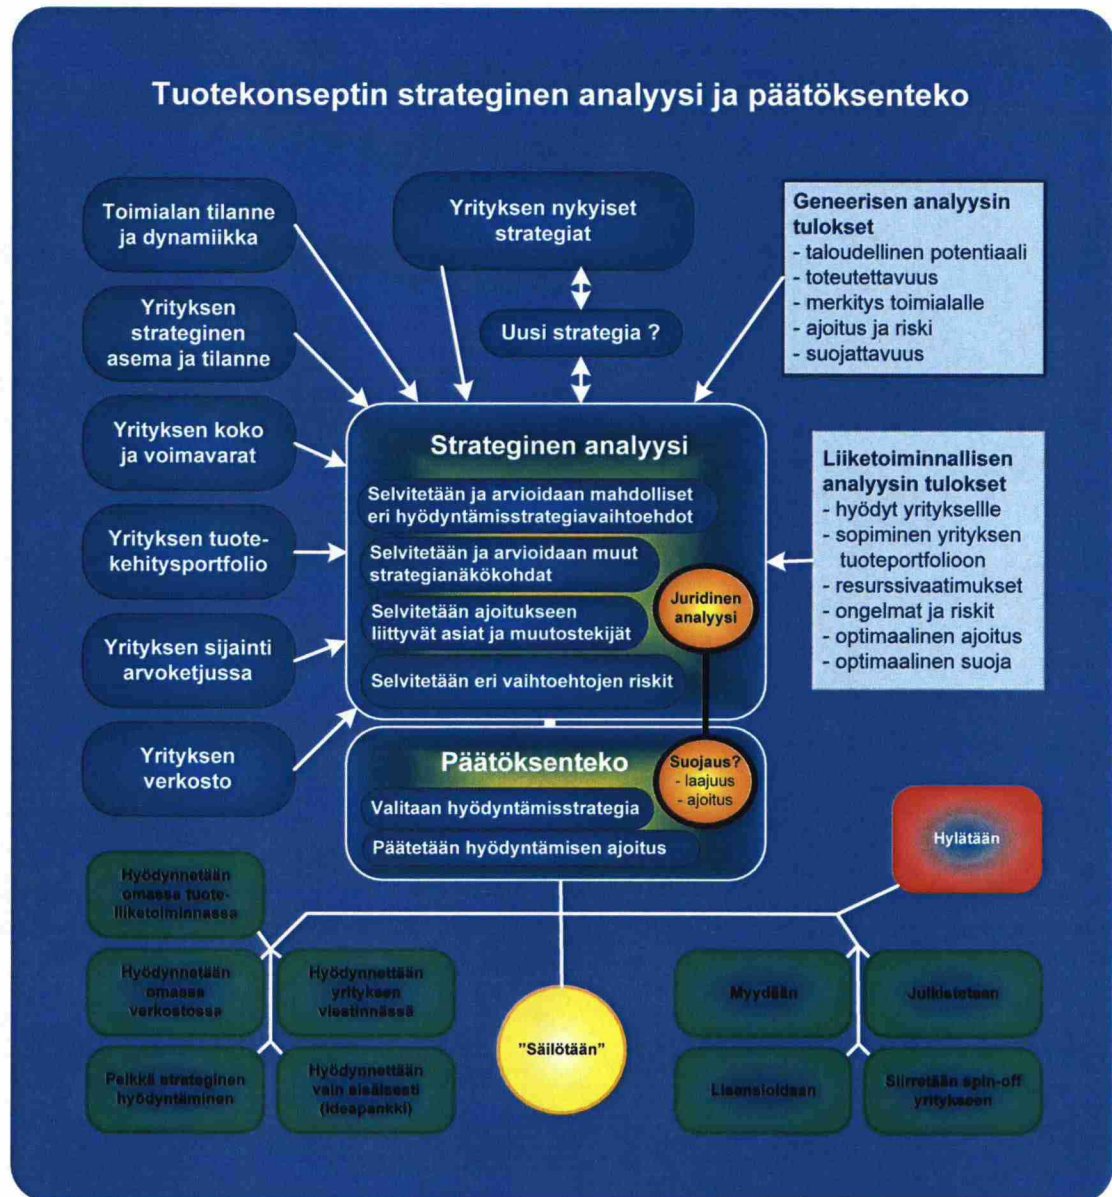 Tuotekonseptin strateginen analyysi ja päätöksenteko
Toimialan tilanne
ja dynamiikka
Yrityksen nykyiset
strategiat
Geneerisen analyysin
tulokset
- taloudellinen potentiaali
- toteutettavuus
- merkitys toimialalle
- ajoitus ja riski
- suojattavuus
Yrityksen
strateginen
asema ja tilanne
Uusi strategia ?
Yrityksen koko
ja voimavarat
Strateginen analyysi
Selvitetään ja arvioidaan mahdolliset
eri hyödyntämisstrategiavaihtoehdot
Selvitetään ja arvioidaan muut
strategianäkökohdat
Selvitetään ajoitukseen
liittyvät asiat ja muutostekijät
Selvitetään eri vaihtoehtojen riskit
Juridinen
analyysi
Liiketoiminnallisen
analyysin tulokset
- hyödyt yrityksellle
- sopiminen yrityksen
tuoteportfolioon
- resurssivaatimukset
- ongelmat ja riskit
- optimaalinen ajoitus
- optimaalinen suoja
Yrityksen tuote-
kehitysportfolio
Yrityksen sijainti
arvoketjussa
Yrityksen
verkosto
Päätöksenteko
Valitaan hyödyntämisstrategia
Päätetään hyödyntämisen ajoitus
Suojaus?
- laajuus
- ajoitus
Hylätään
Hyödynnetään
omassa tuote-
liiketoiminnassa
Hyödynnetään
omassa
verkostossa
Hyödynnettään
yrityksen
viestinnässä
Pelkkä strateginen
hyödyntäminen
Hyödynnettään
vain sisäisesti
(ideapankki)
"Säilötään"
Myydään
Julkistetaan
Lisensioidaan
Siirretään spin-off
yritykseen